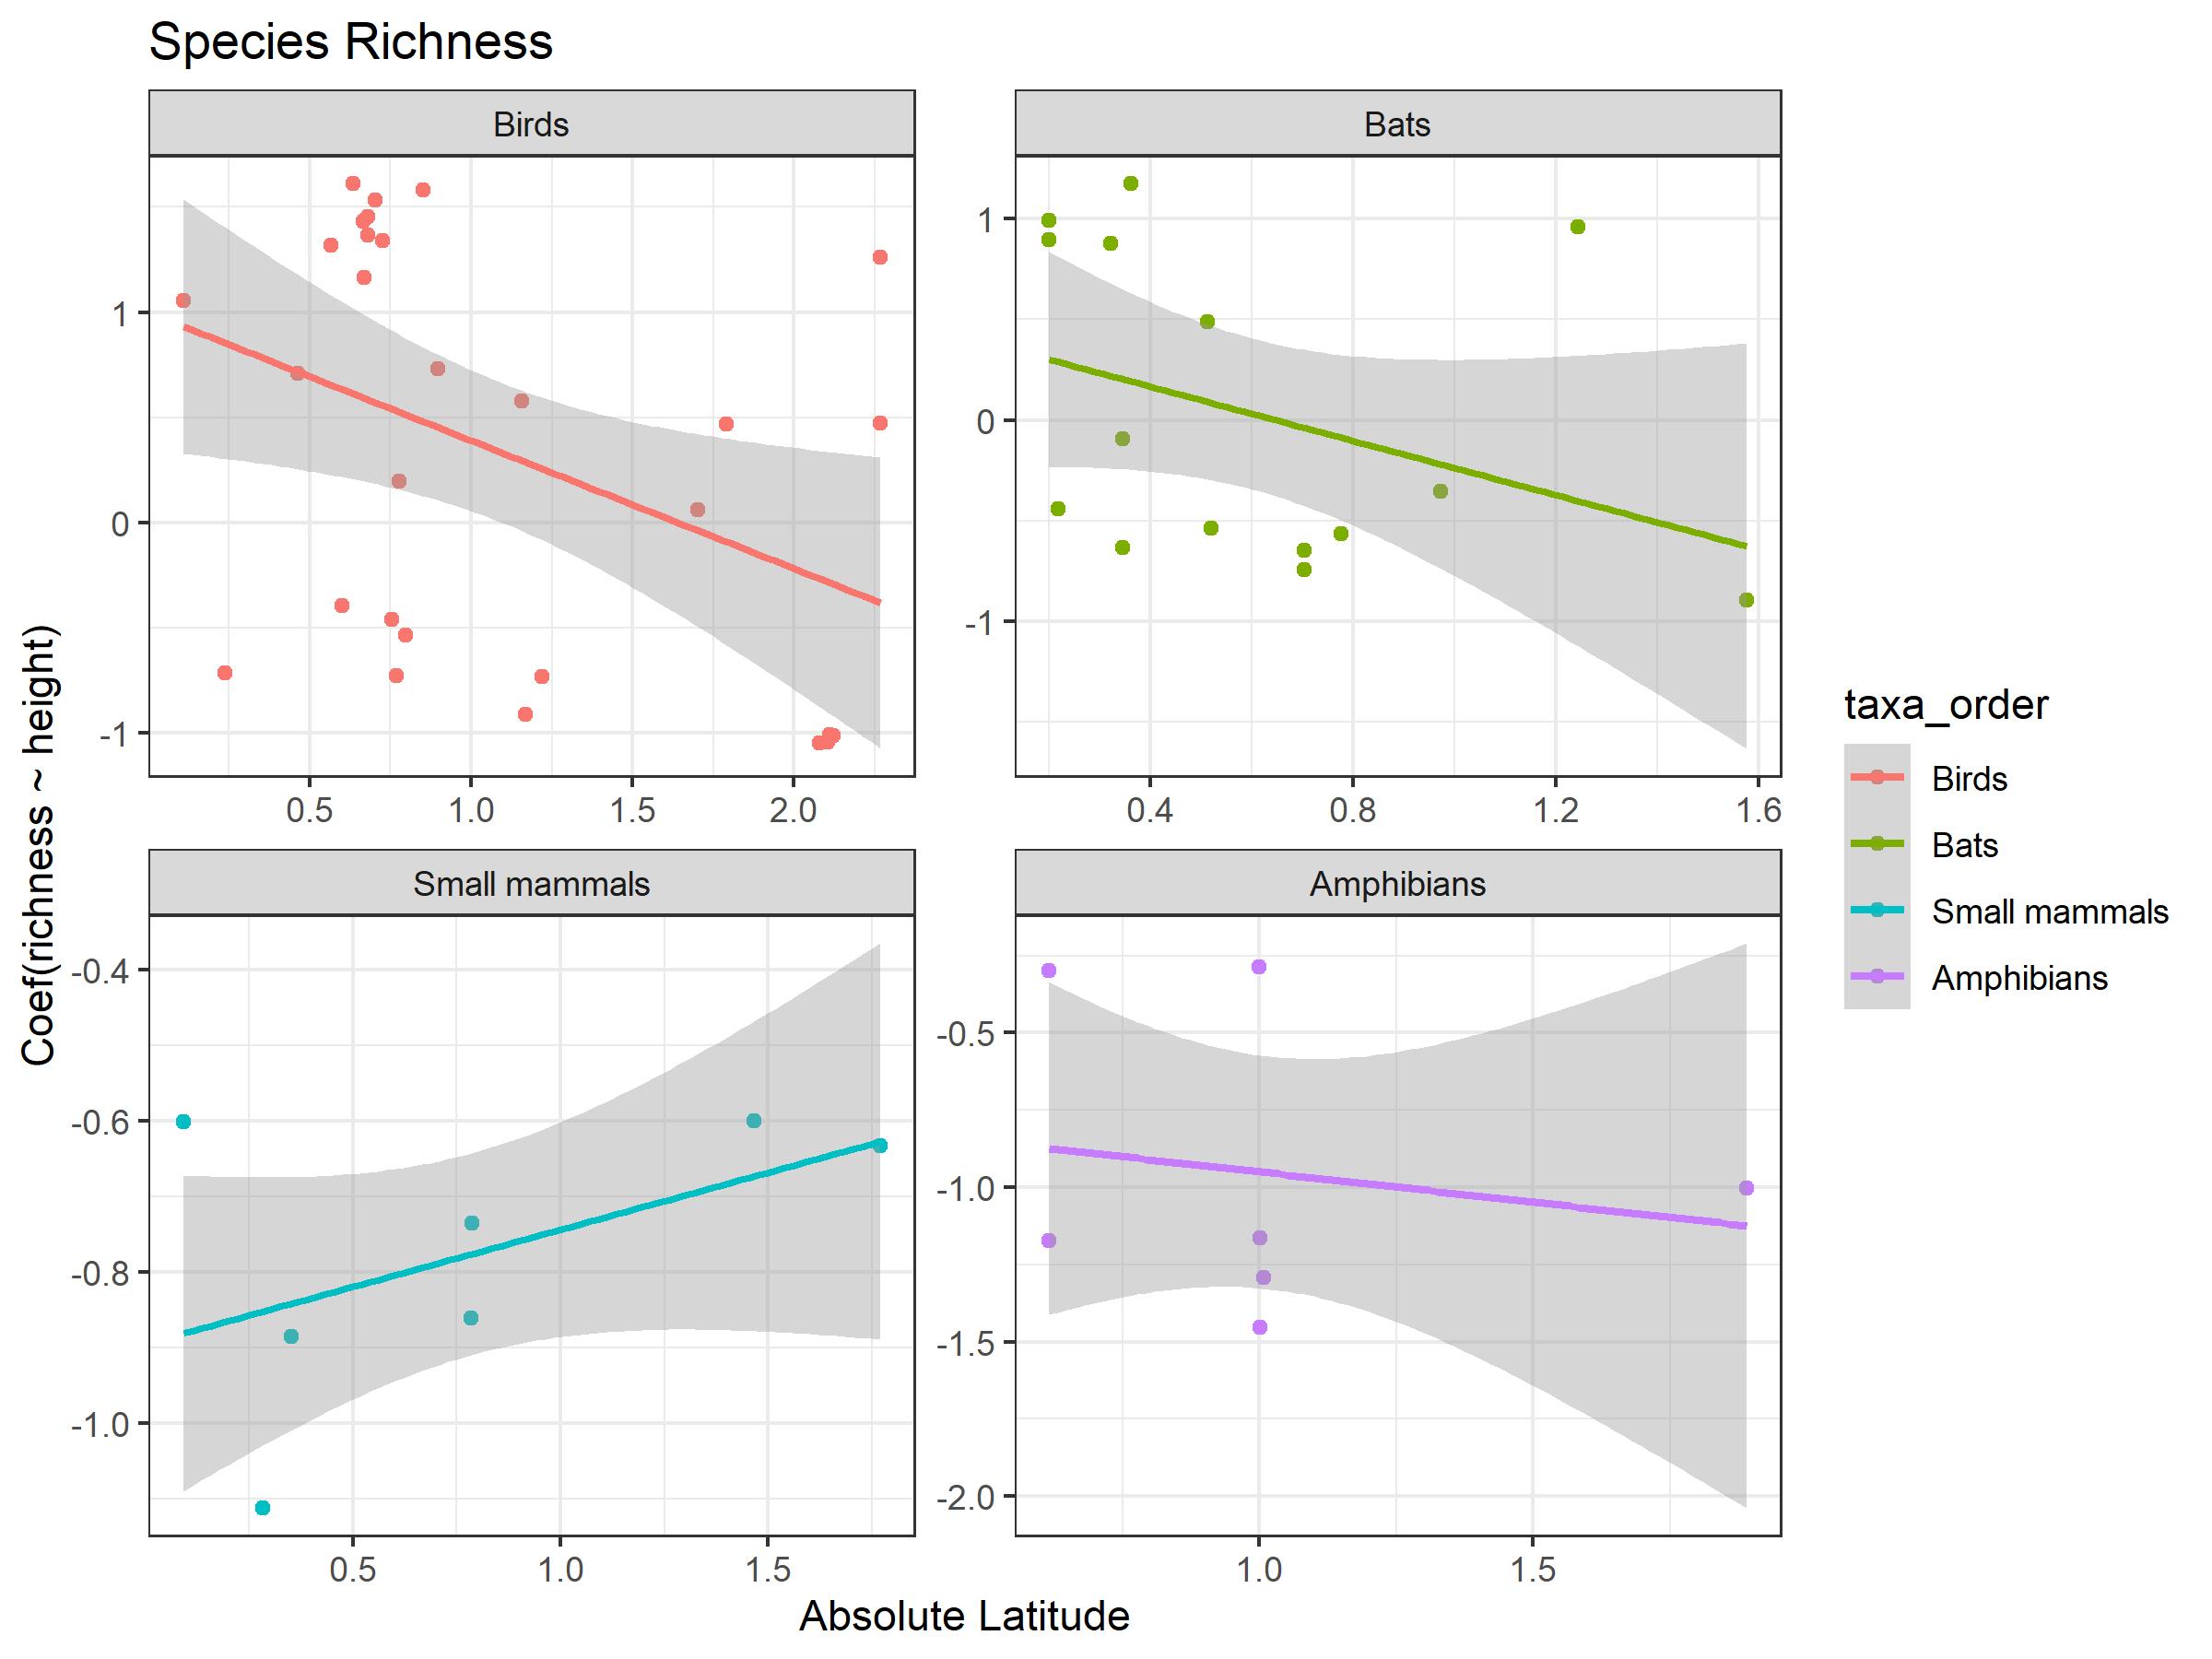 Species Richness
Birds
Bats
1
0
-1
0.5 1.0 1.5 2.0
1
0
-1
0.4 0.8 1.2 1.6
Small mammals
Amphibians
-0.4
-0.6
-0.8
-1.0
0.5 1.0 1.5
-0.5
-1.0
-1.5
-2.0
1.0 1.5
Absolute Latitude
Coef(richness ~ height)
taxa_order
Birds
Bats
Small mammals
Amphibians